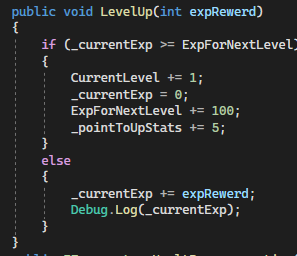 public void LevelUp(int expRewerd)
{
if (_currentExp >= ExpForNextLevel)
{
CurrentLevel += 1;
_currentExp = 0;
ExpForNextLevel += 100;
_pointToUpStats += 5;
}
else
{
_currentExp += expRewerd;
Debug.Log(_currentExp);
}
}